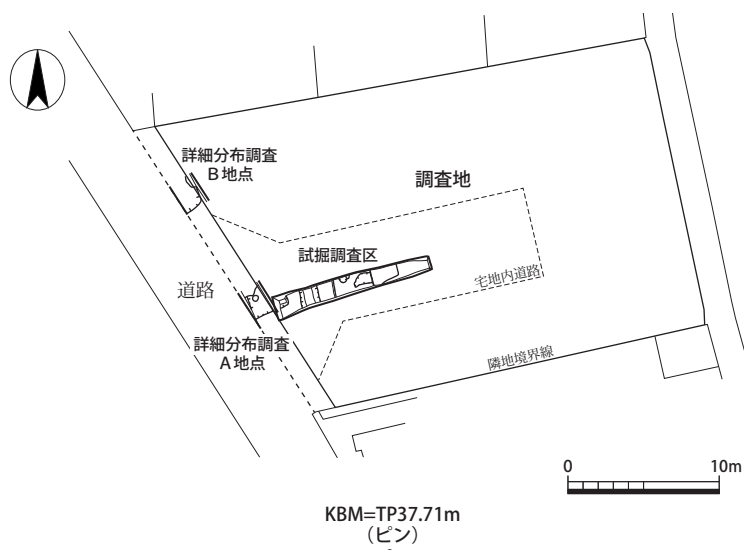 詳細分布調査
B地点
調査地
試掘調査区
道路
宅地内道路
詳細分布調査
A地点
隣地境界線
0 10m
KBM=TP37.71m
（ピン）